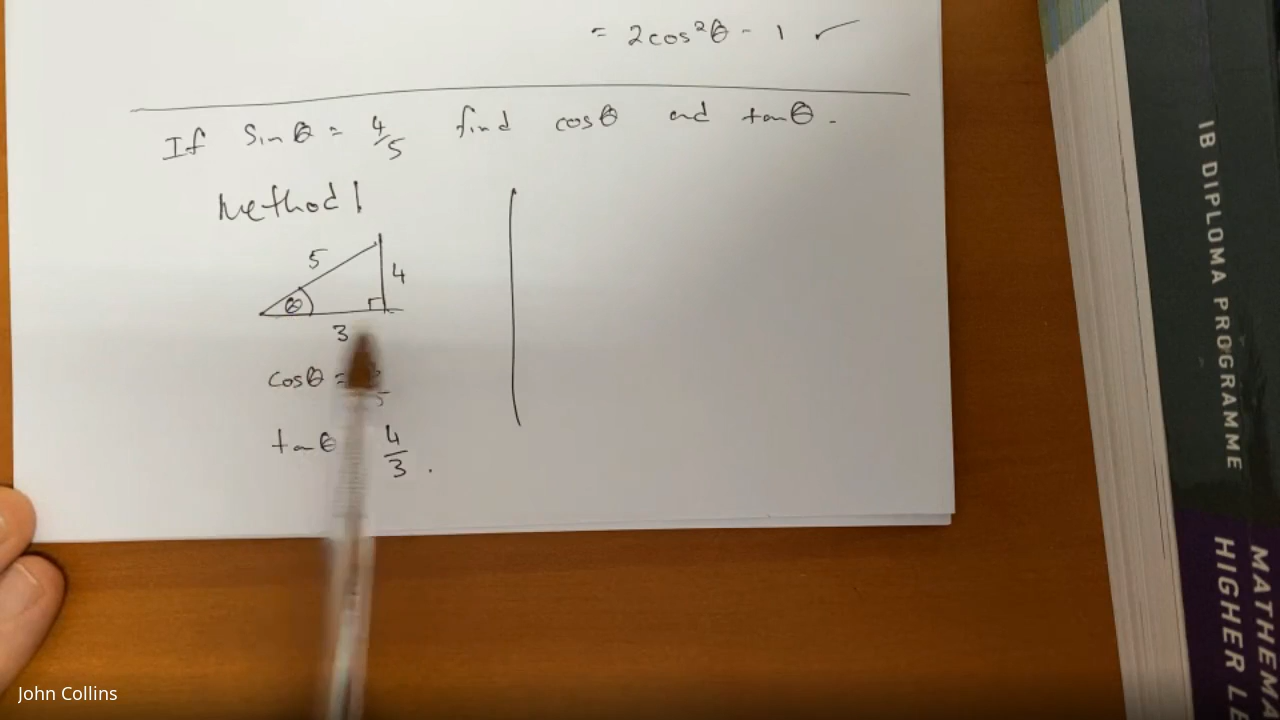 = 2cos²θ - 1 ✓
If sinθ = 4/5 find cosθ and tanθ.
Method 1
5
4
θ
3
cosθ =
tanθ 4/3.
IB DIPLOMA PROGRAMME
MATHEMA
HIGHER LE
John Collins